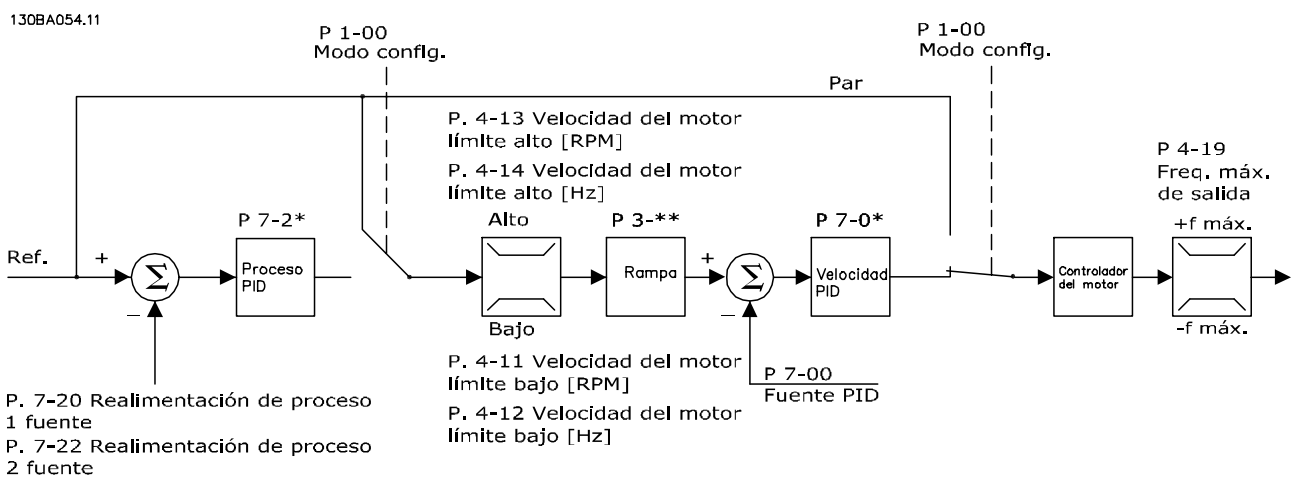 130BA054.11
P 1-00
Modo config.
P 1-00
Modo config.
Par
P. 4-13 Velocidad del motor
límite alto [RPM]
P. 4-14 Velocidad del motor
límite alto [Hz]
P 4-19
Freq. máx.
de salida
P 7-2*
Alto
P 3-**
P 7-0*
+f máx.
Ref.
+
Σ
Proceso
PID
Rampa
+
Σ
Velocidad
PID
Controlador
del motor
−
Bajo
−
-f máx.
P. 4-11 Velocidad del motor
límite bajo [RPM]
P. 4-12 Velocidad del motor
límite bajo [Hz]
P 7-00
Fuente PID
P. 7-20 Realimentación de proceso
1 fuente
P. 7-22 Realimentación de proceso
2 fuente